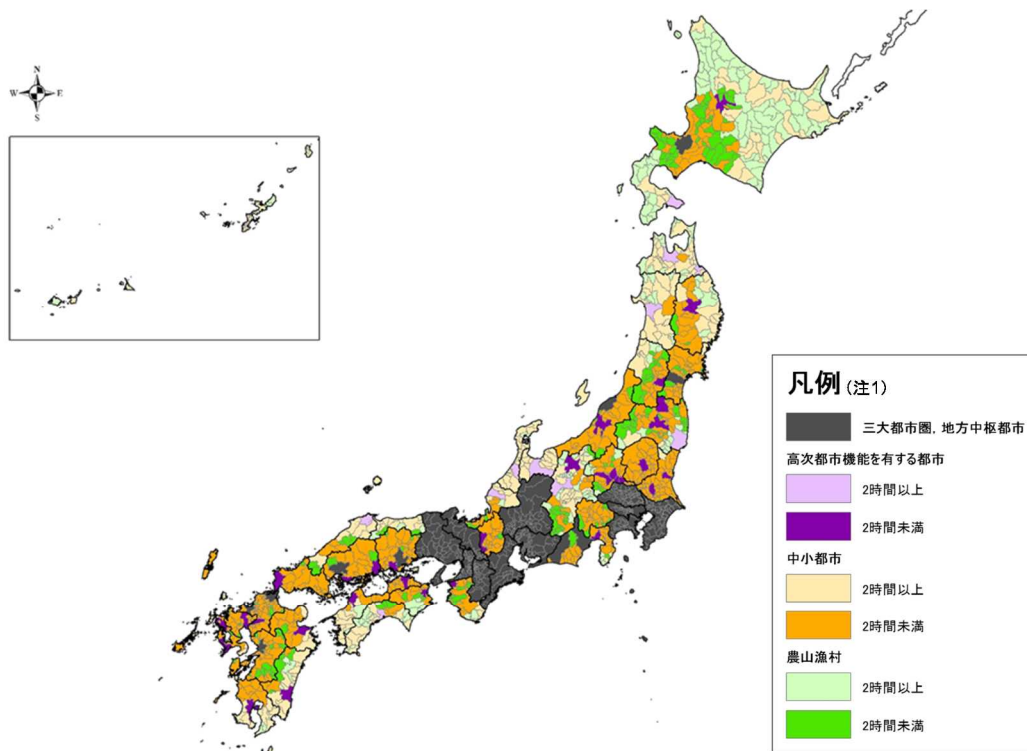 N
W E
S
凡例(注1)
三大都市圏, 地方中枢都市
高次都市機能を有する都市
2時間以上
2時間未満
中小都市
2時間以上
2時間未満
農山漁村
2時間以上
2時間未満